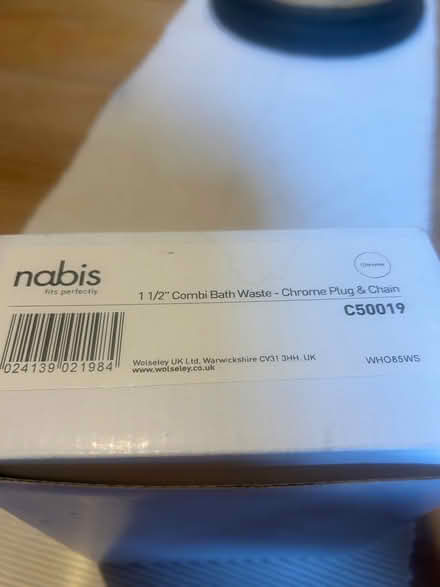 nabis
fits perfectly
Chrome
1 1/2" Combi Bath Waste - Chrome Plug & Chain
C50019
024139 021984
Wolseley UK Ltd, Warwickshire CV31 3HH. UK
www.wolseley.co.uk
WHO85WS